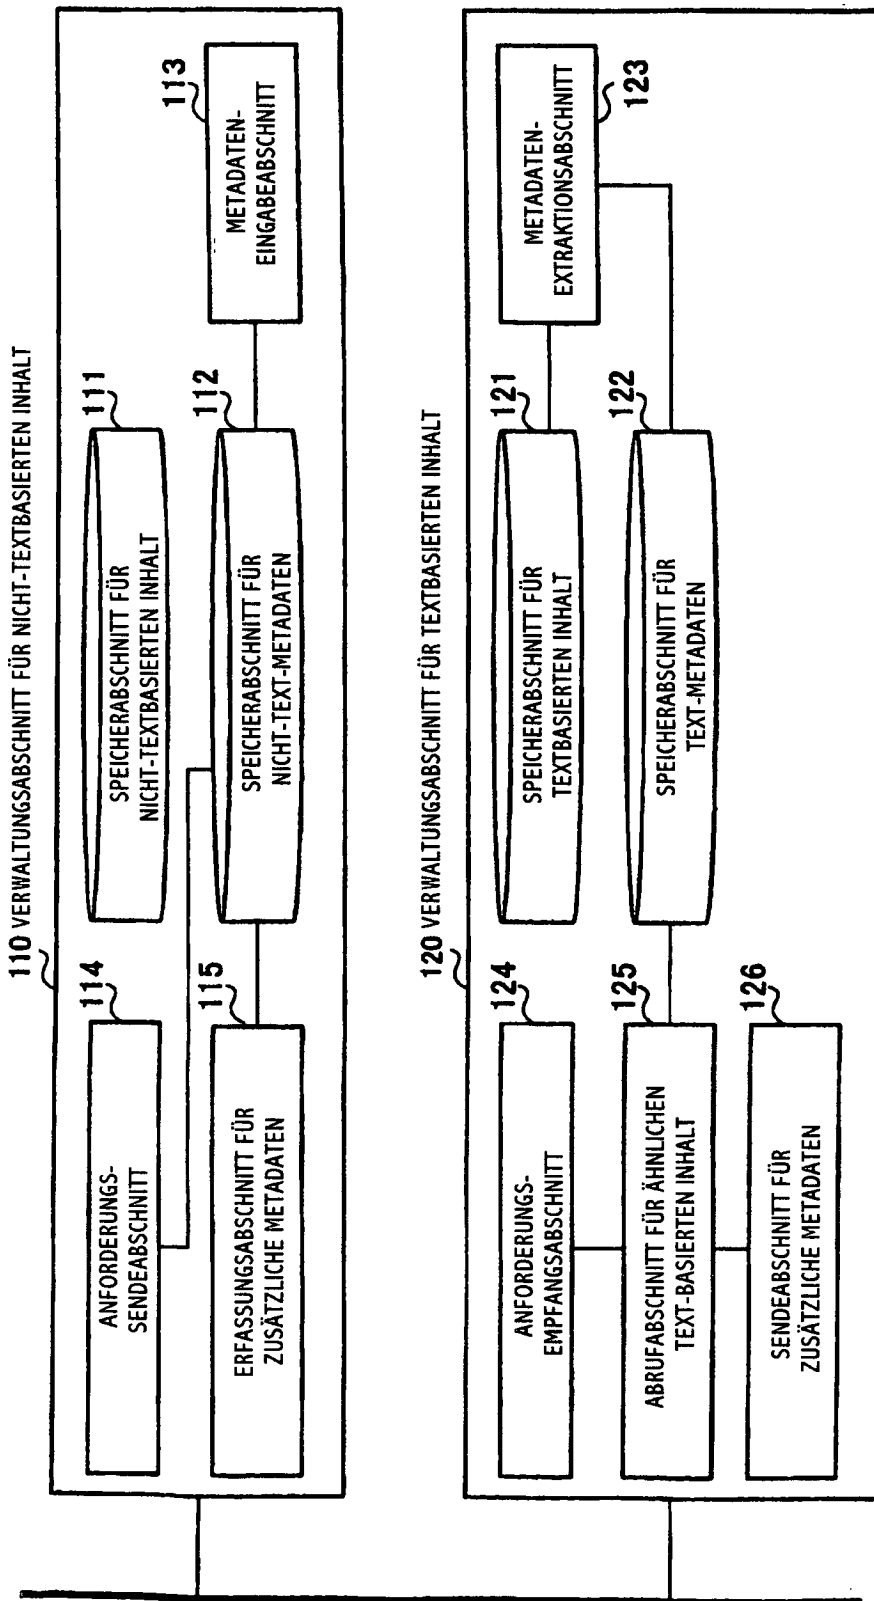 110 VERWALTUNGSABSCHNITT FÜR NICHT-TEXTBASIERTEN INHALT
114
ANFORDERUNGS-
SENDEABSCHNITT
111
SPEICHERABSCHNITT FÜR
NICHT-TEXTBASIERTEN INHALT
113
METADATEN-
EINGABEABSCHNITT
115
ERFASSUNGSABSCHNITT FÜR
ZUSÄTZLICHE METADATEN
112
SPEICHERABSCHNITT FÜR
NICHT-TEXT-METADATEN
120 VERWALTUNGSABSCHNITT FÜR TEXTBASIERTEN INHALT
124
ANFORDERUNGS-
EMPFANGSABSCHNITT
121
SPEICHERABSCHNITT FÜR
TEXTBASIERTEN INHALT
METADATEN-
EXTRAKTIONSABSCHNITT
123
125
ABRUFABSCHNITT FÜR ÄHNLICHEN
TEXT-BASIERTEN INHALT
122
SPEICHERABSCHNITT FÜR
TEXT-METADATEN
126
SENDEABSCHNITT FÜR
ZUSÄTZLICHE METADATEN